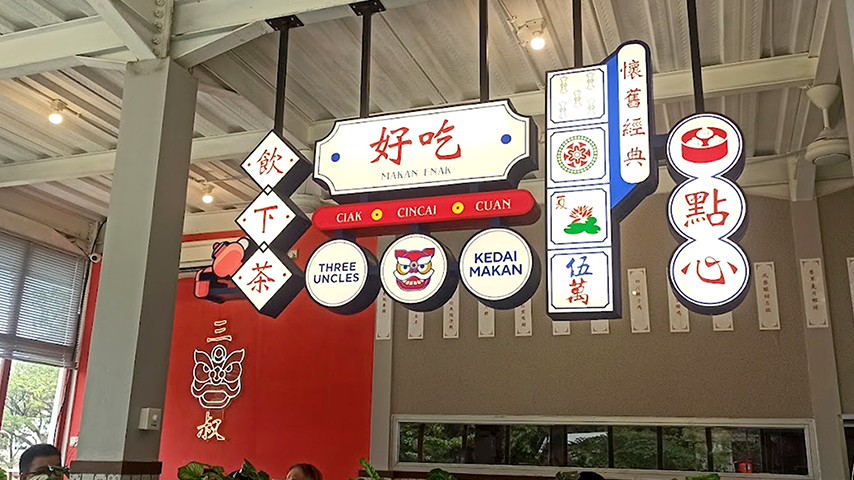 飲
下
茶
好吃
MAKAN ENAK
CIAK CINCAI CUAN
THREE
UNCLES
KEDAI
MAKAN
夏
伍
萬
懷舊經典
點
心
三
叔